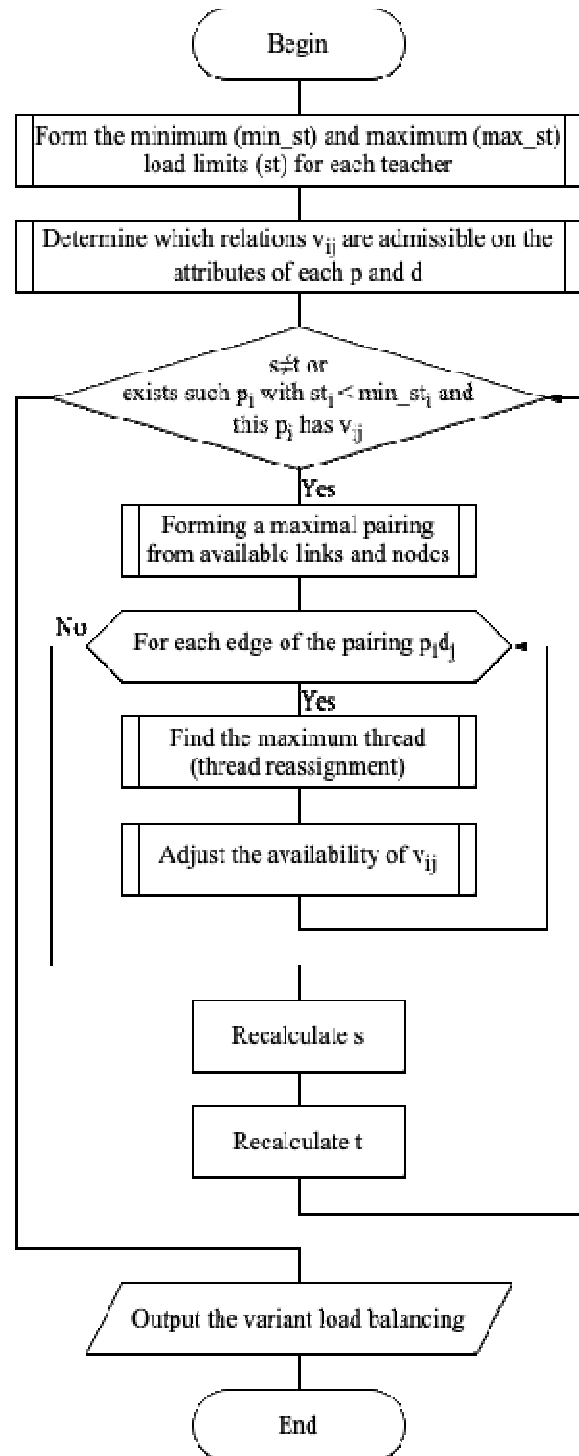 Begin
Form the minimum (min_st) and maximum (max_st)
load limits (st) for each teacher
Determine which relations vij are admissible on the
attributes of each p and d
s≠t or
exists such pi with sti < min_sti and
this pi has vij
Yes
Forming a maximal pairing
from available links and nodes
No
For each edge of the pairing pidj
Yes
Find the maximum thread
(thread reassignment)
Adjust the availability of vij
Recalculate s
Recalculate t
Output the variant load balancing
End